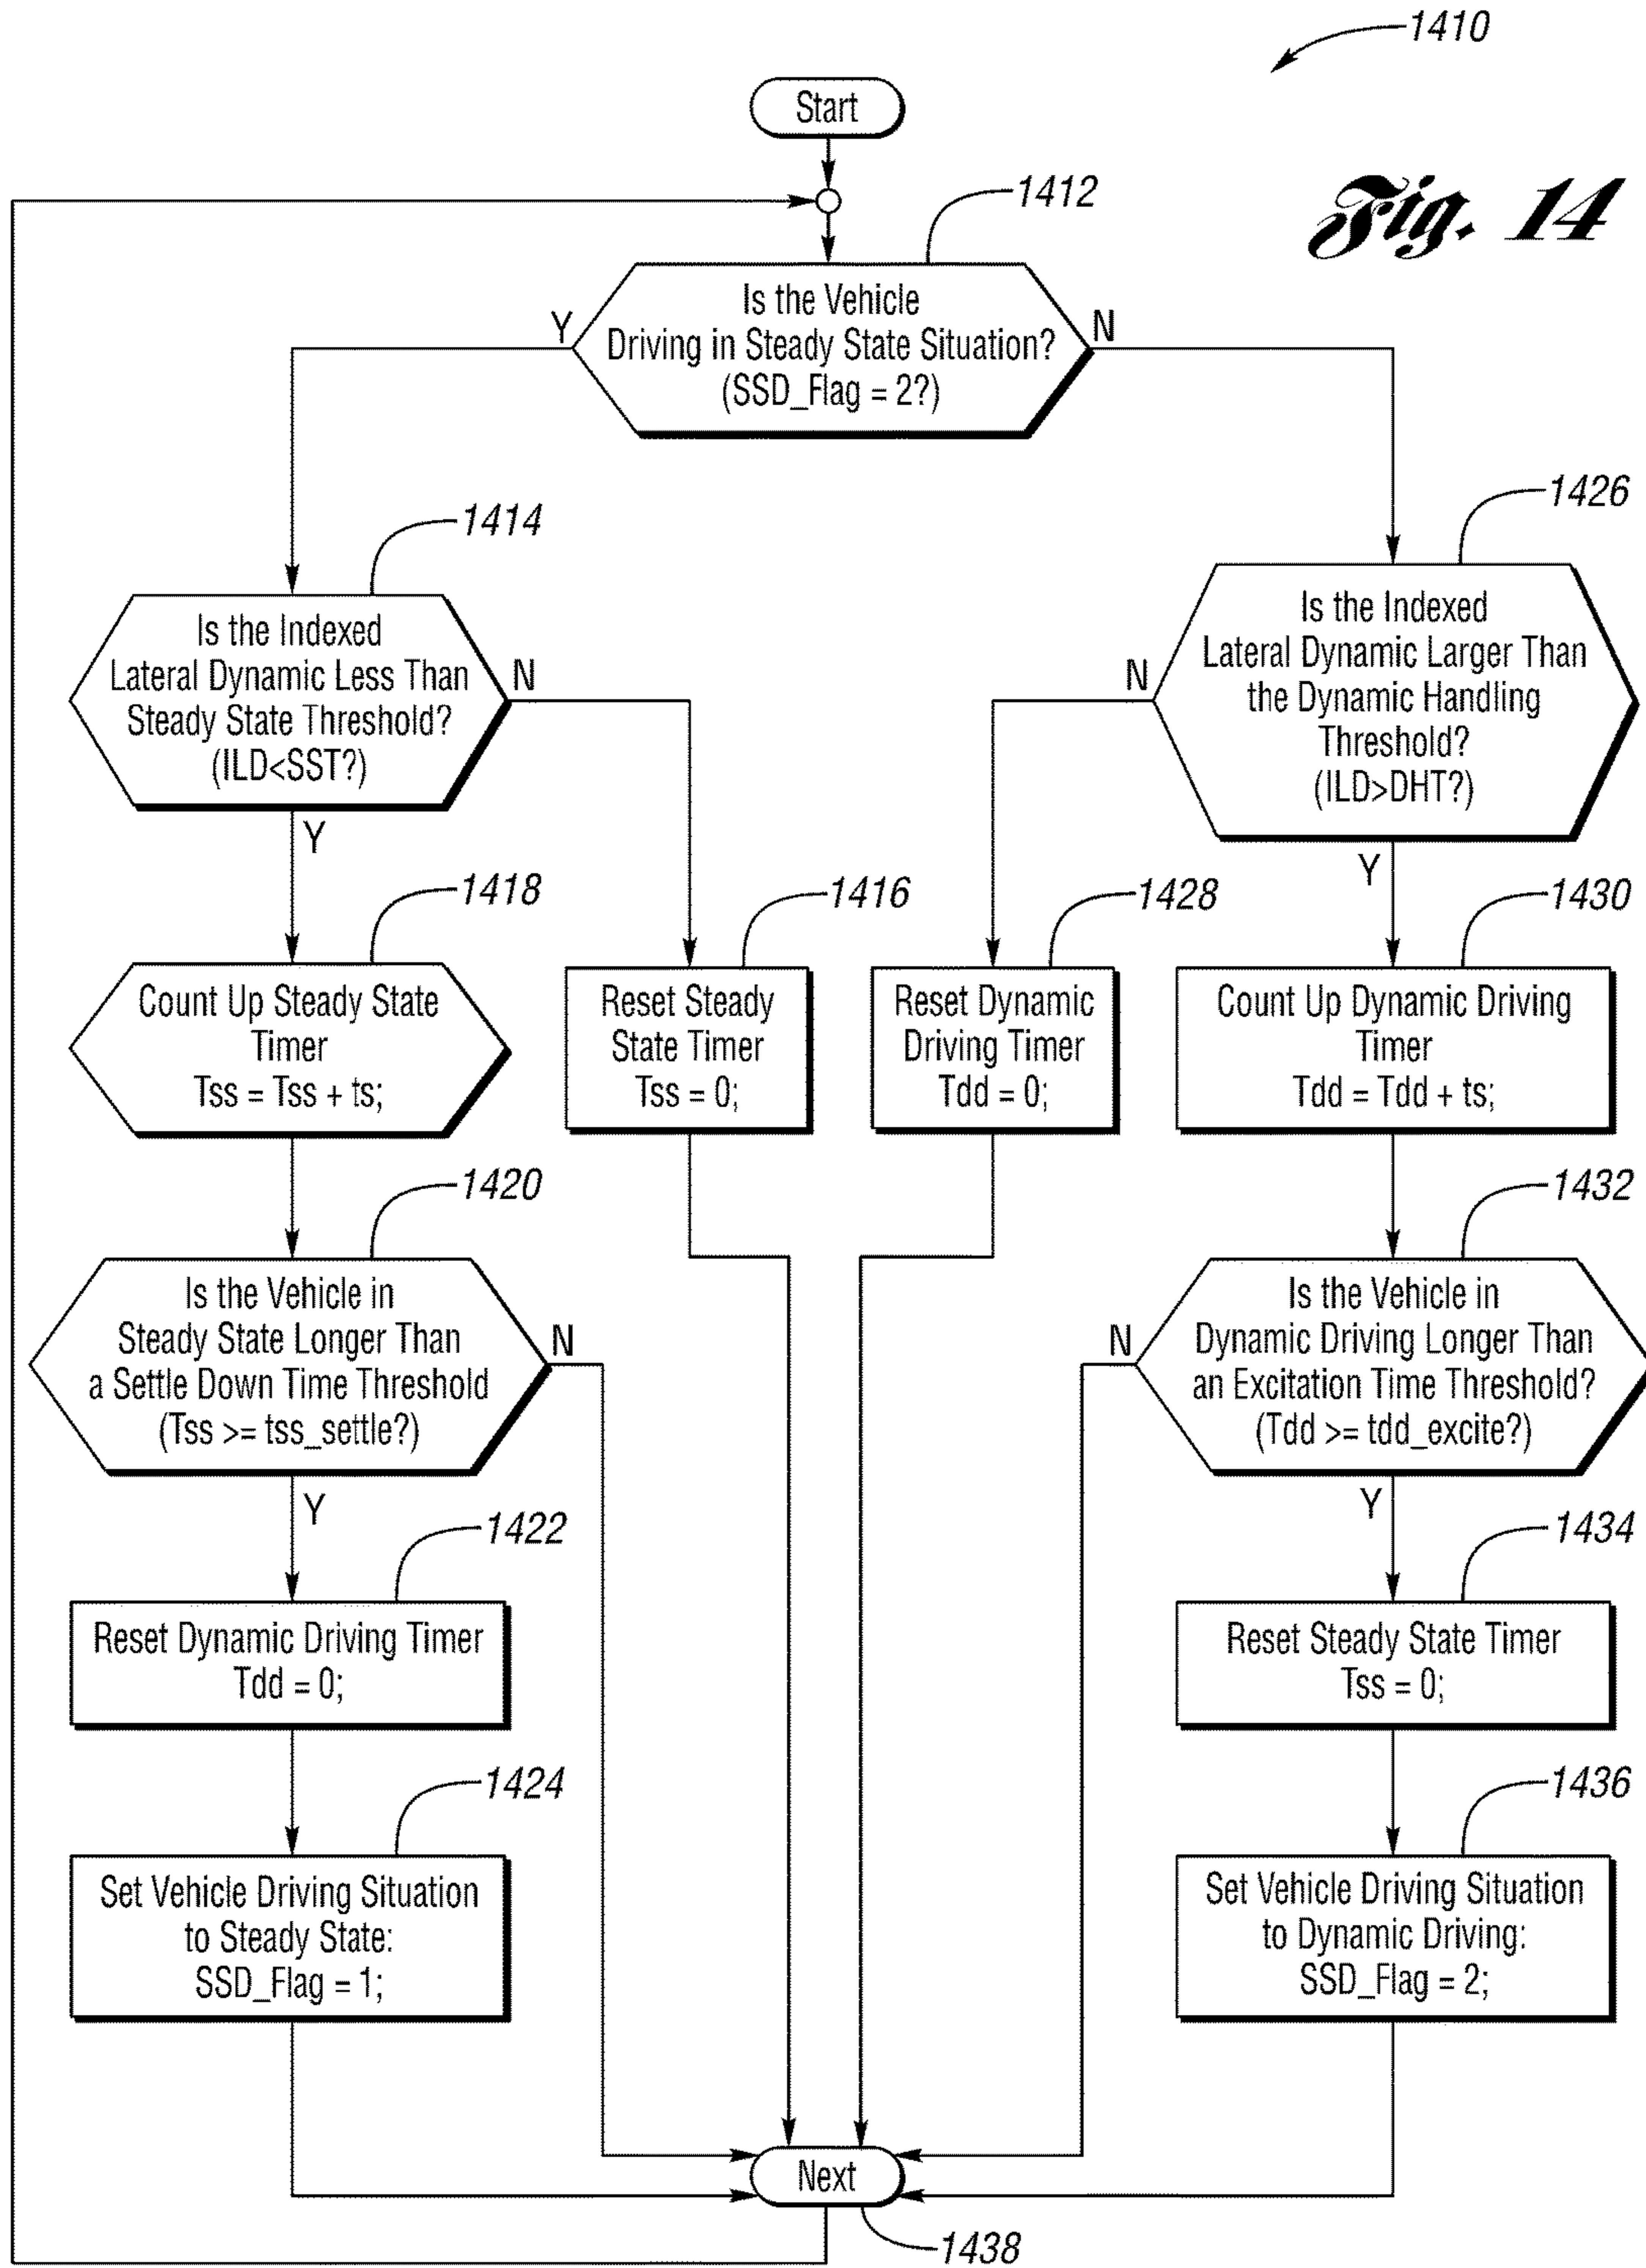 1410
Start
Fig. 14
1412
Is the Vehicle
Driving in Steady State Situation?
(SSD_Flag = 2?)
Y
N
1414
Is the Indexed
Lateral Dynamic Less Than
Steady State Threshold?
(ILD<SST?)
N
Y
1426
Is the Indexed
Lateral Dynamic Larger Than
the Dynamic Handling
Threshold?
(ILD>DHT?)
N
Y
1418
Count Up Steady State
Timer
Tss = Tss + ts;
1416
Reset Steady
State Timer
Tss = 0;
1428
Reset Dynamic
Driving Timer
Tdd = 0;
1430
Count Up Dynamic Driving
Timer
Tdd = Tdd + ts;
1420
Is the Vehicle in
Steady State Longer Than
a Settle Down Time Threshold
(Tss >= tss_settle?)
N
Y
1432
Is the Vehicle in
Dynamic Driving Longer Than
an Excitation Time Threshold?
(Tdd >= tdd_excite?)
N
Y
1422
Reset Dynamic Driving Timer
Tdd = 0;
1434
Reset Steady State Timer
Tss = 0;
1424
Set Vehicle Driving Situation
to Steady State:
SSD_Flag = 1;
1436
Set Vehicle Driving Situation
to Dynamic Driving:
SSD_Flag = 2;
Next
1438